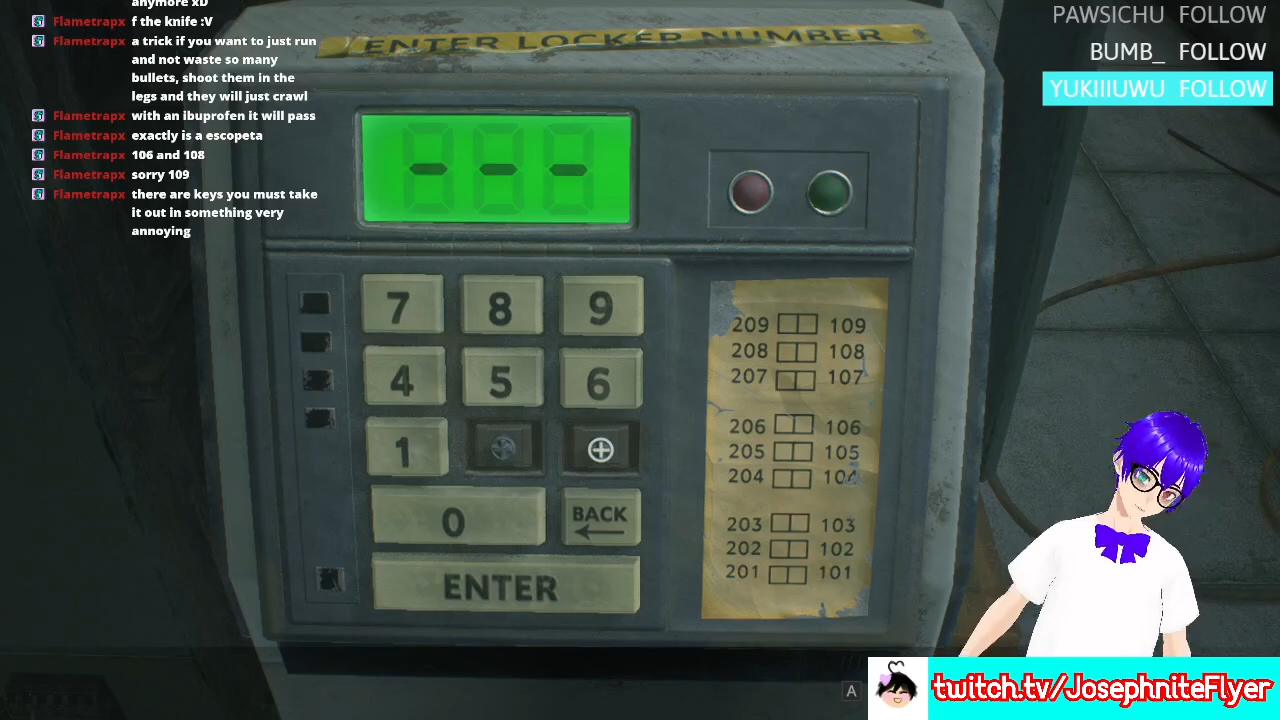 anymore xD
Flametrapx f the knife :V
Flametrapx a trick if you want to just run
and not waste so many
bullets, shoot them in the
legs and they will just crawl
Flametrapx with an ibuprofen it will pass
Flametrapx exactly is a escopeta
Flametrapx 106 and 108
Flametrapx sorry 109
Flametrapx there are keys you must take
it out in something very
annoying
PAWSICHU FOLLOW
BUMB_ FOLLOW
YUKIIIUWU FOLLOW
ENTER LOCKER NUMBER
- - -
7 8 9
4 5 6
1
0 BACK
ENTER
209 109
208 108
207 107
206 106
205 105
204 104
203 103
202 102
201 101
A
twitch.tv/JosephniteFlyer